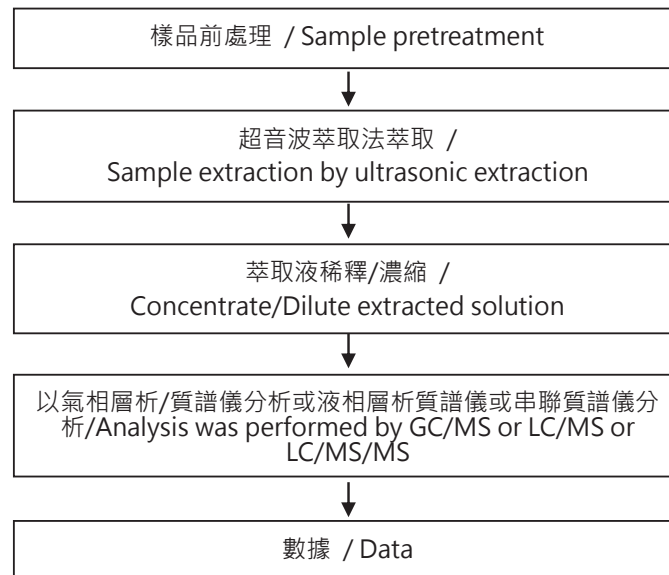 樣品前處理 / Sample pretreatment
超音波萃取法萃取 /
Sample extraction by ultrasonic extraction
萃取液稀釋/濃縮 /
Concentrate/Dilute extracted solution
以氣相層析/質譜儀分析或液相層析質譜儀或串聯質譜儀分
析/Analysis was performed by GC/MS or LC/MS or
LC/MS/MS
數據 / Data